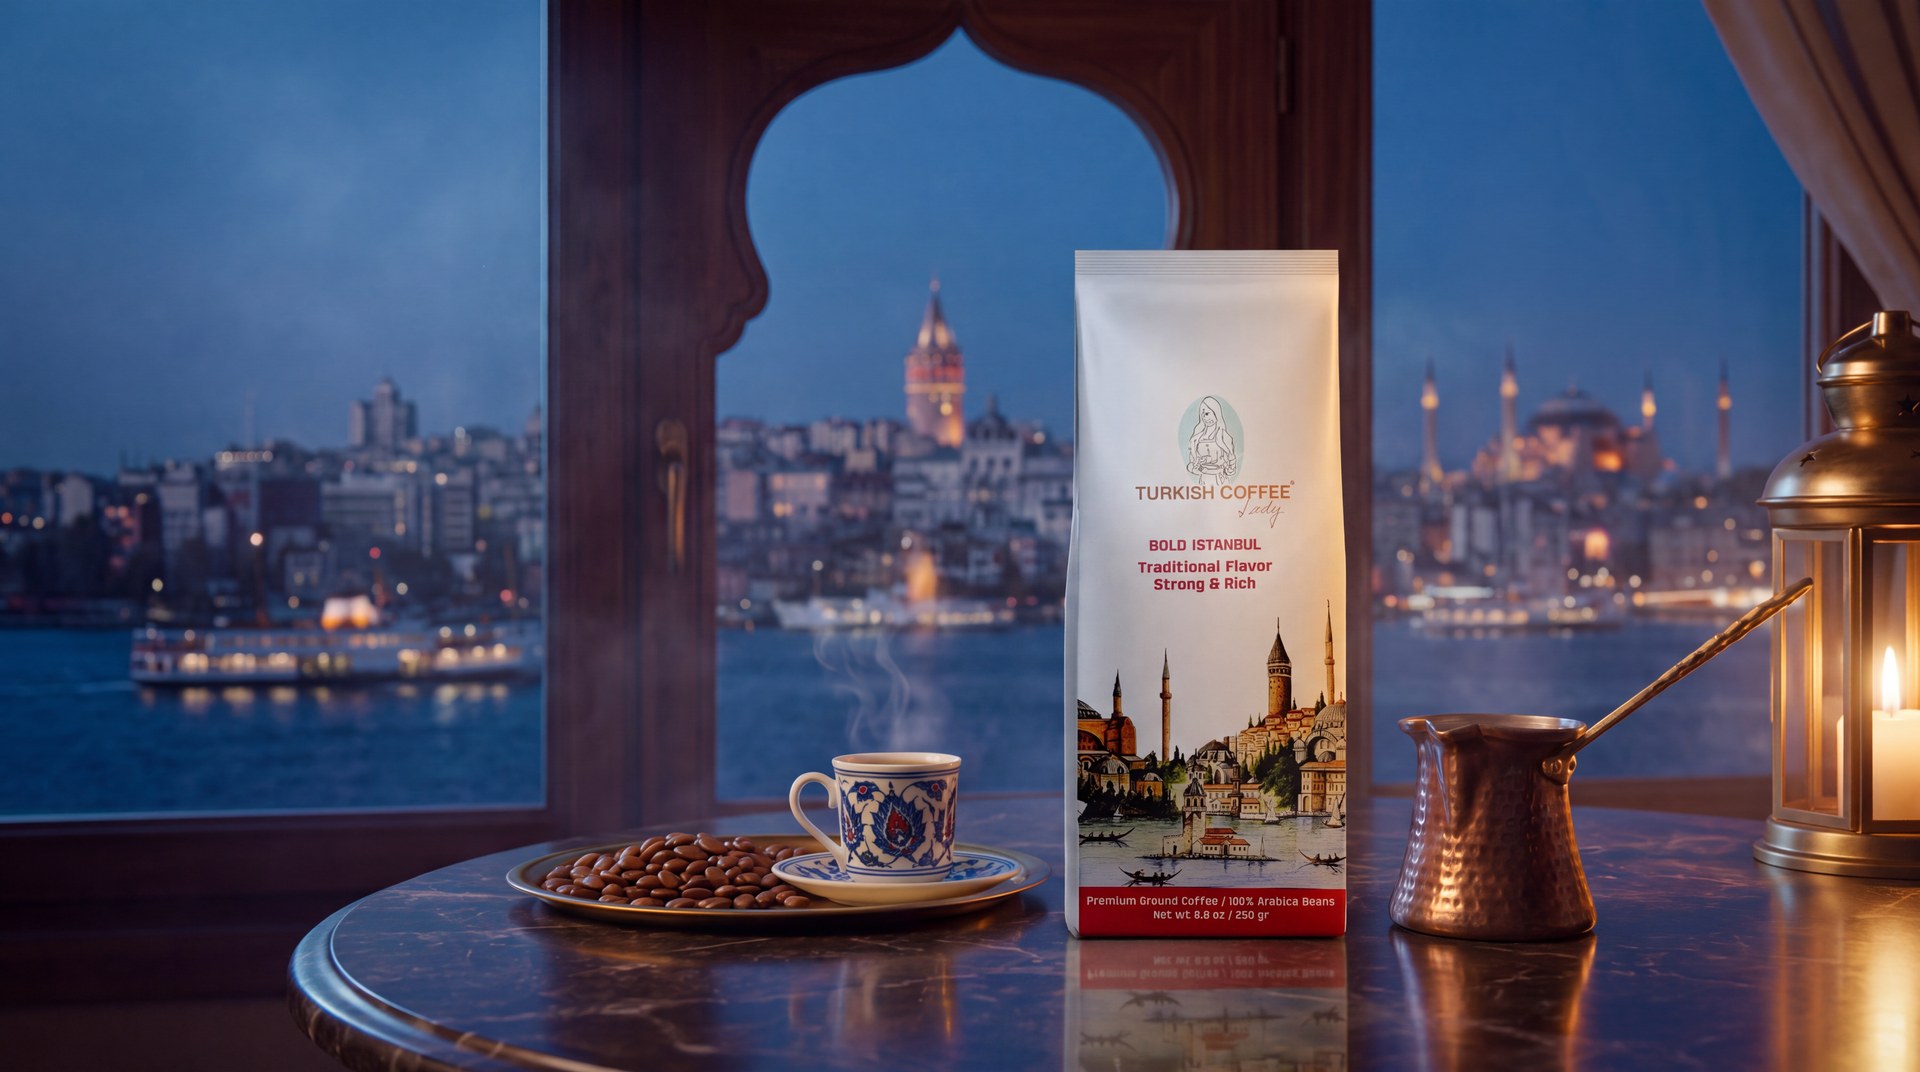 TURKISH COFFEE®
Lady
BOLD ISTANBUL
Traditional Flavor
Strong & Rich
Premium Ground Coffee / 100% Arabica Beans
Net wt 8.8 oz / 250 gr